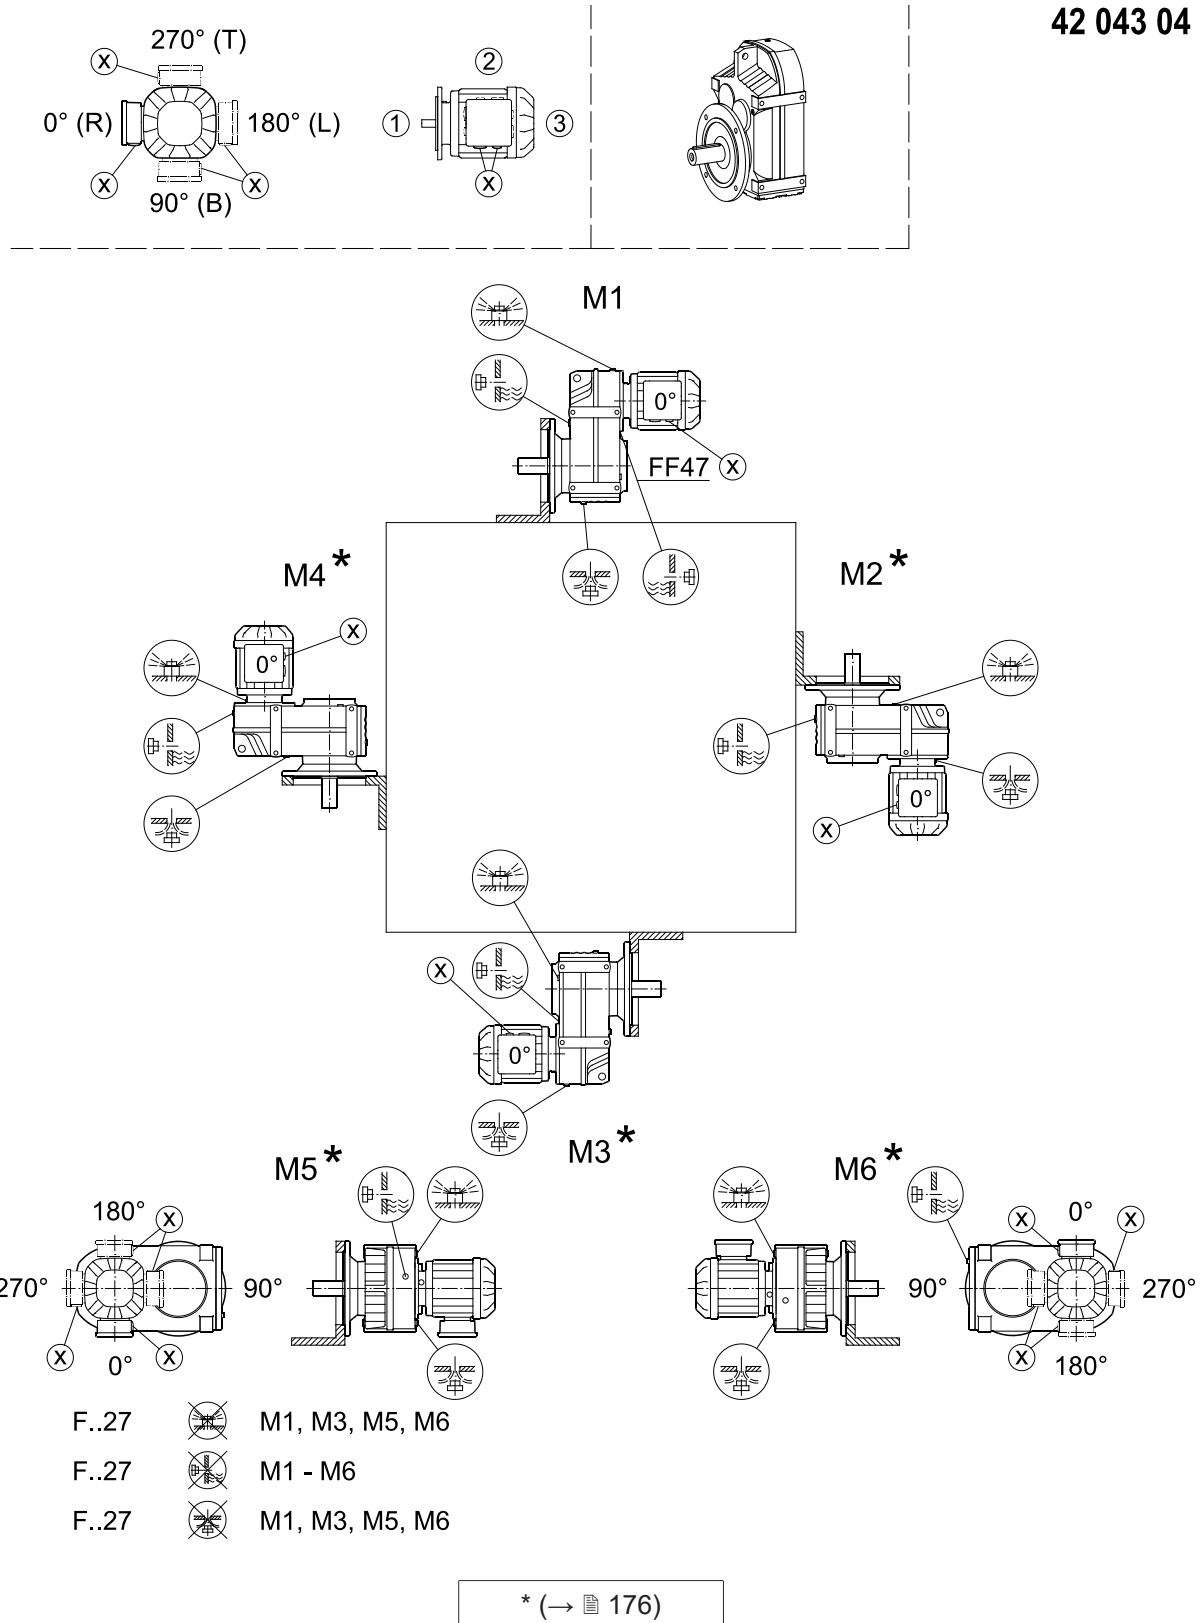 42 043 04
270° (T)
X
0° (R)
180° (L)
X
X
90° (B)
2
1
3
X
M1
0°
FF47
X
M4*
M2*
X
0°
0°
X
X
0°
M3*
M5*
M6*
180°
X
X
0°
X
270°
90°
90°
270°
X
X
X
0°
180°
F..27 M1, M3, M5, M6
F..27 M1 - M6
F..27 M1, M3, M5, M6
* (→ 176)